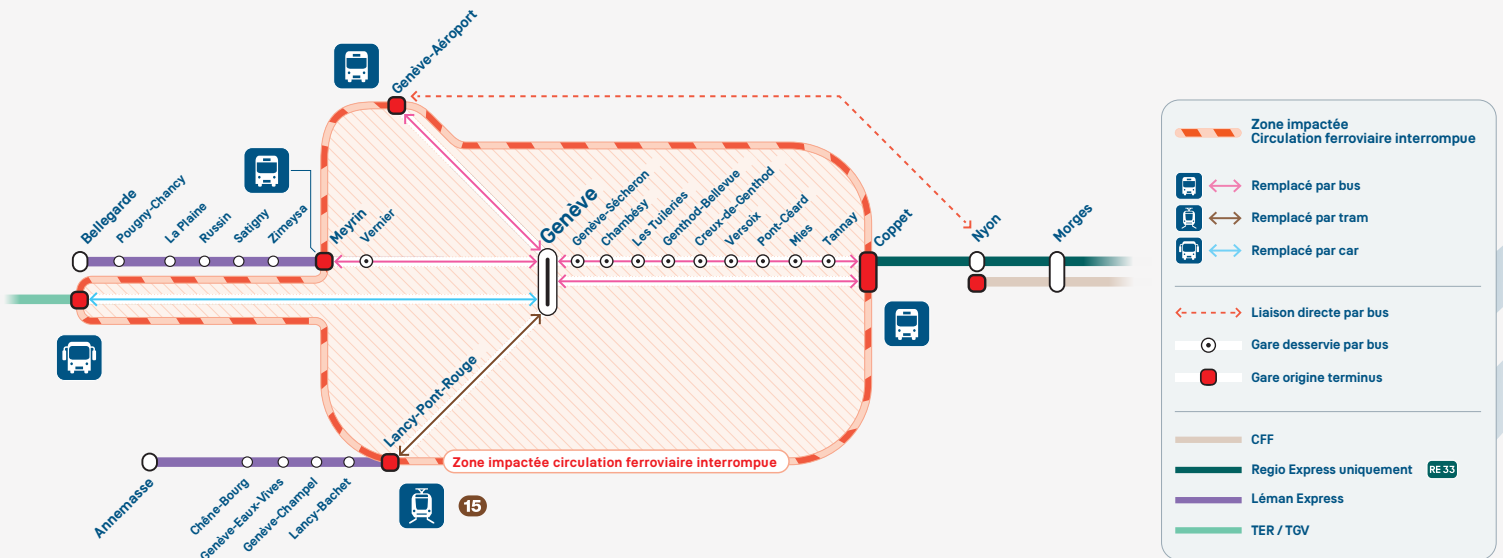 Genève-Aéroport
Bellegarde
Pougny-Chancy
La Plaine
Russin
Satigny
Zimeysa
Meyrin
Vernier
Genève
Genève-Sécheron
Chambésy
Les Tuileries
Genthod-Bellevue
Creux-de-Genthod
Versoix
Pont-Céard
Mies
Tannay
Coppet
Nyon
Morges
Lancy-Pont-Rouge
Annemasse
Chêne-Bourg
Genève-Eaux-Vives
Genève-Champel
Lancy-Bachet
Zone impactée circulation ferroviaire interrompue
15
Zone impactée
Circulation ferroviaire interrompue
Remplacé par bus
Remplacé par tram
Remplacé par car
Liaison directe par bus
Gare desservie par bus
Gare origine terminus
CFF
Regio Express uniquement RE 33
Léman Express
TER / TGV